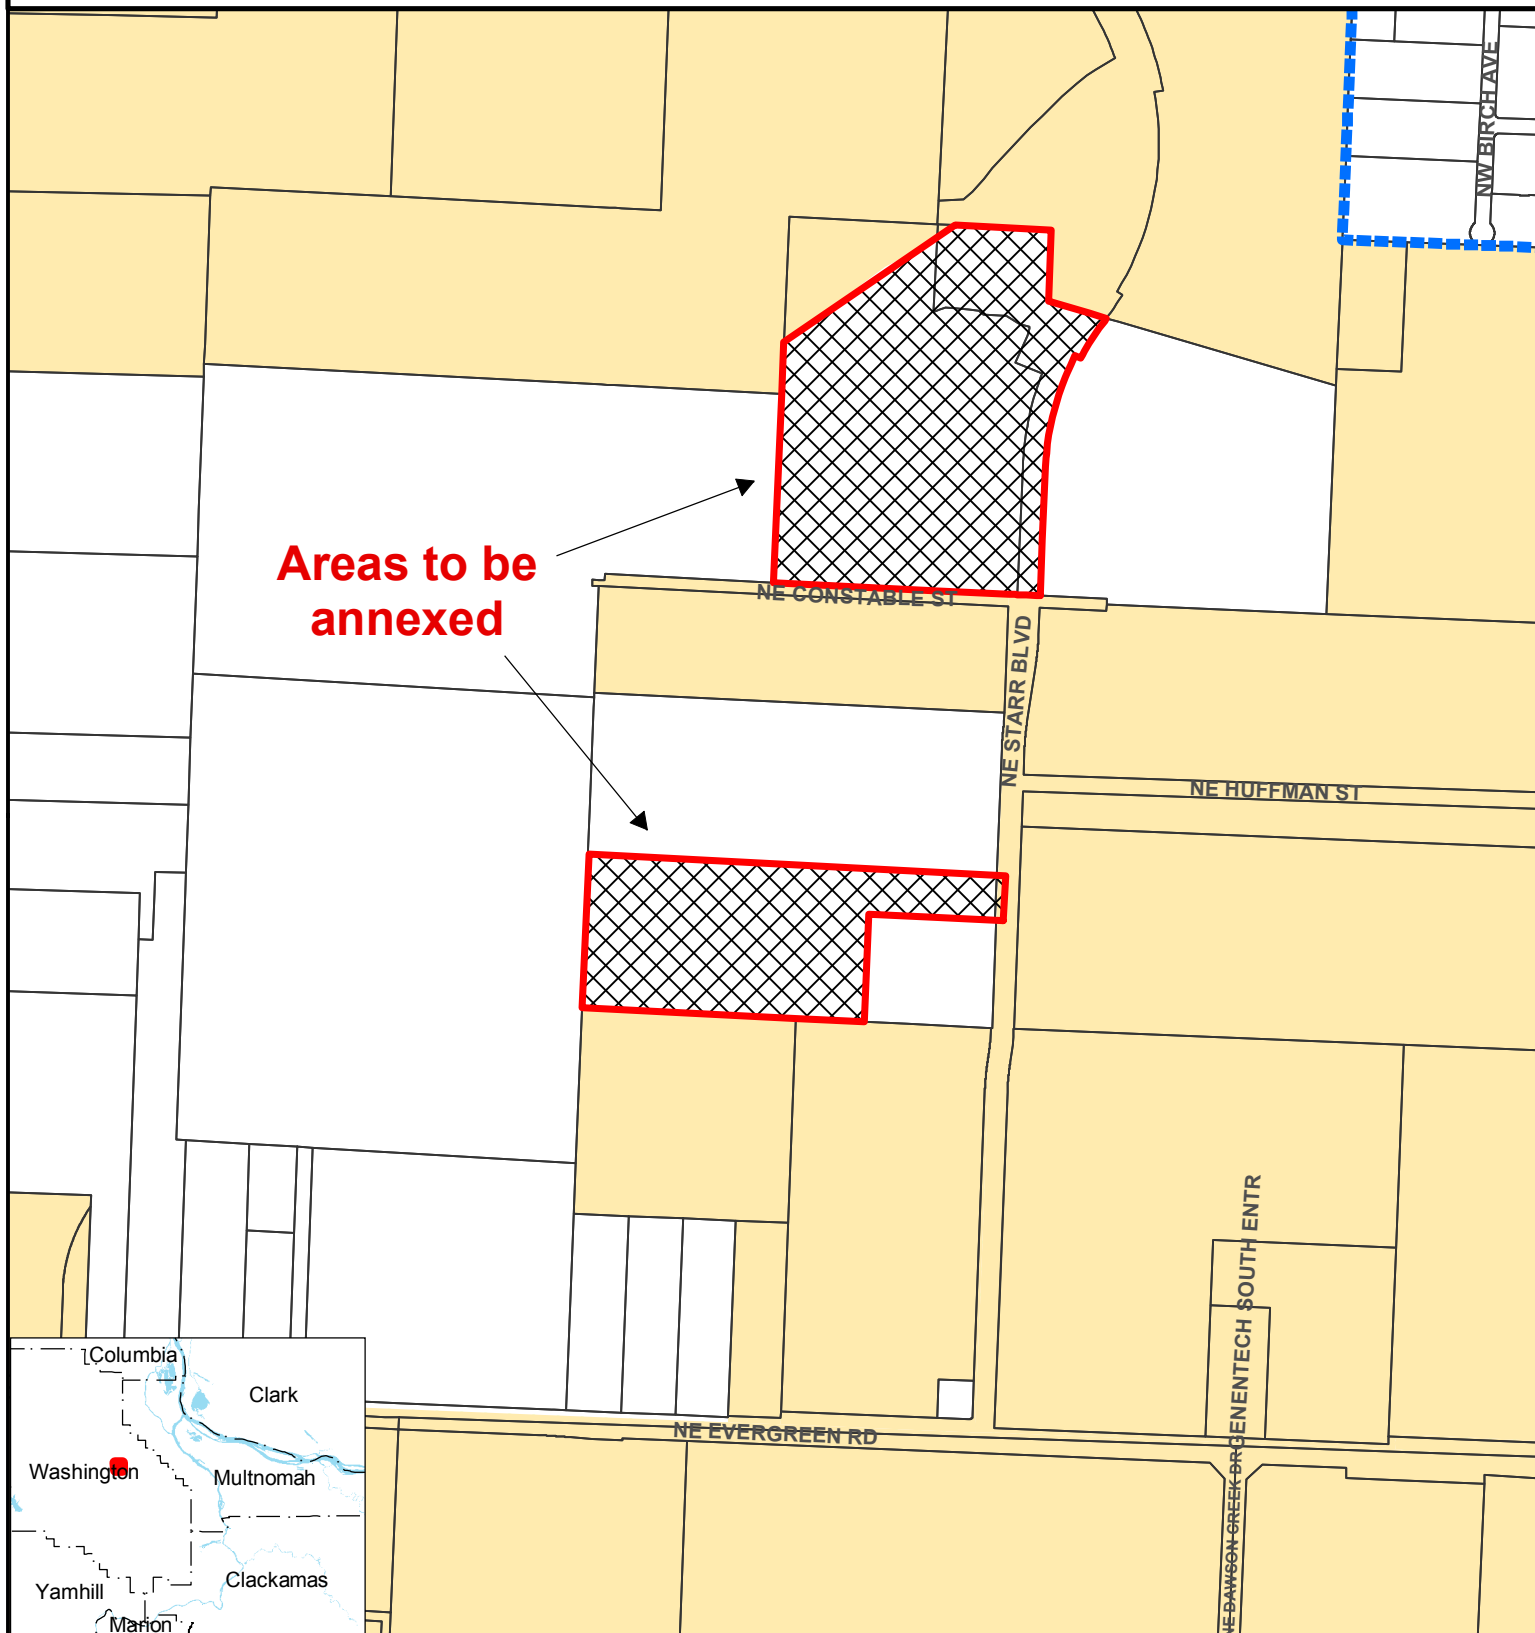 NW BIRCH AVE
Areas to be
annexed
NE CONSTABLE ST
NE STARR BLVD
NE HUFFMAN ST
GENENTECH SOUTH ENTR
NE EVERGREEN RD
NE DAWSON CREEK DR
Columbia
Clark
Washington
Multnomah
Yamhill
Clackamas
Marion